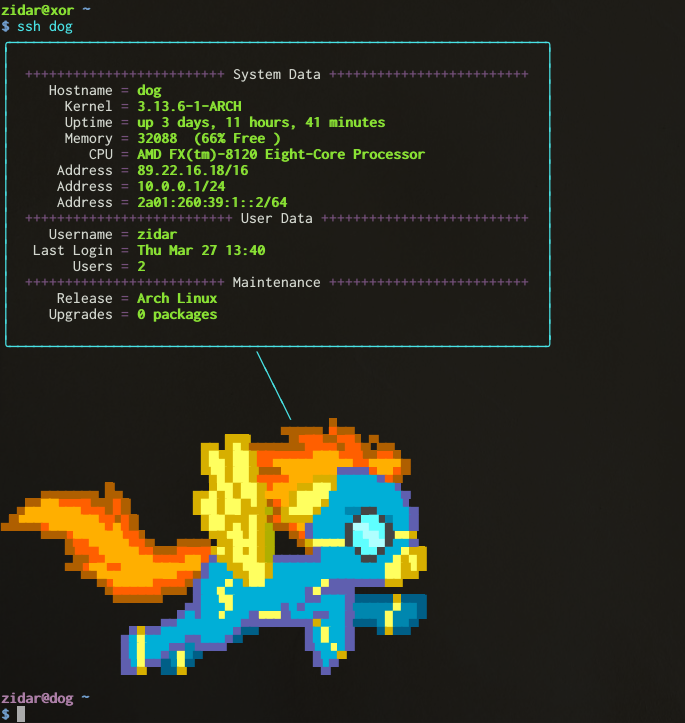 zidar@xor ~
$ ssh dog
+++++++++++++++++++++++++ System Data +++++++++++++++++++++++++
Hostname = dog
Kernel = 3.13.6-1-ARCH
Uptime = up 3 days, 11 hours, 41 minutes
Memory = 32088  (66% Free )
CPU = AMD FX(tm)-8120 Eight-Core Processor
Address = 89.22.16.18/16
Address = 10.0.0.1/24
Address = 2a01:260:39:1::2/64
++++++++++++++++++++++++++ User Data ++++++++++++++++++++++++++
Username = zidar
Last Login = Thu Mar 27 13:40
Users = 2
+++++++++++++++++++++++++ Maintenance +++++++++++++++++++++++++
Release = Arch Linux
Upgrades = 0 packages
zidar@dog ~
$